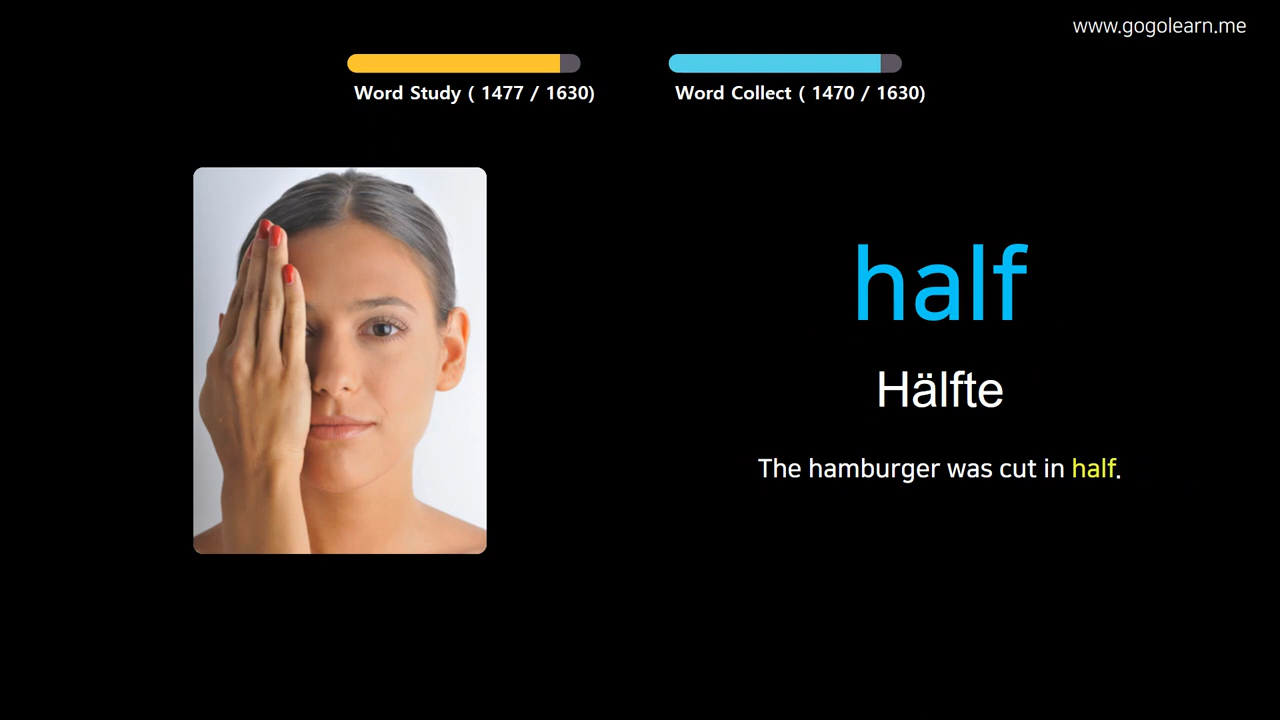 www.gogolearn.me
Word Study ( 1477 / 1630)
Word Collect ( 1470 / 1630)
half
Hälfte
The hamburger was cut in half.